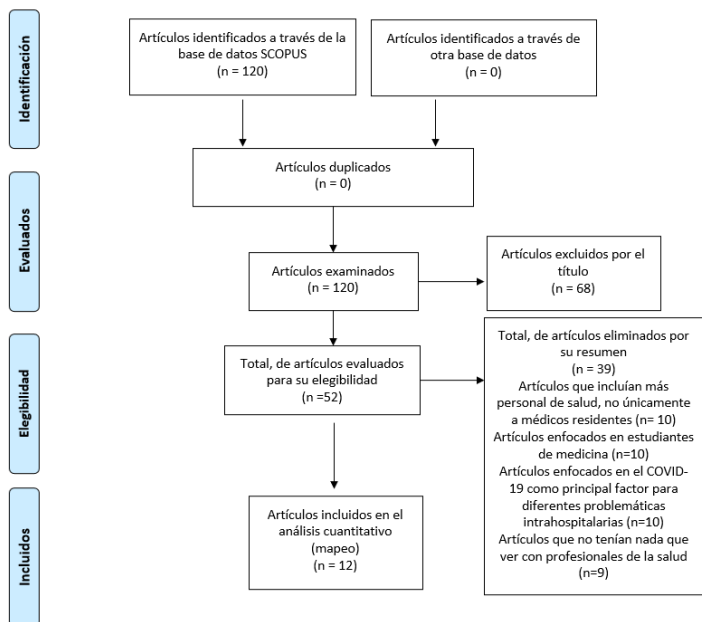 Identificación
Artículos identificados a través de la
base de datos SCOPUS
(n = 120)
Artículos identificados a través de
otra base de datos
(n = 0)
Artículos duplicados
(n = 0)
Evaluados
Artículos examinados
(n = 120)
Artículos excluidos por el
título
(n = 68)
Elegibilidad
Total, de artículos evaluados
para su elegibilidad
(n =52)
Total, de artículos eliminados por
su resumen
(n = 39)
Artículos que incluían más
personal de salud, no únicamente
a médicos residentes (n= 10)
Artículos enfocados en estudiantes
de medicina (n=10)
Artículos enfocados en el COVID-
19 como principal factor para
diferentes problemáticas
intrahospitalarias (n=10)
Artículos que no tenían nada que
ver con profesionales de la salud
(n=9)
Incluidos
Artículos incluidos en el
análisis cuantitativo
(mapeo)
(n = 12)